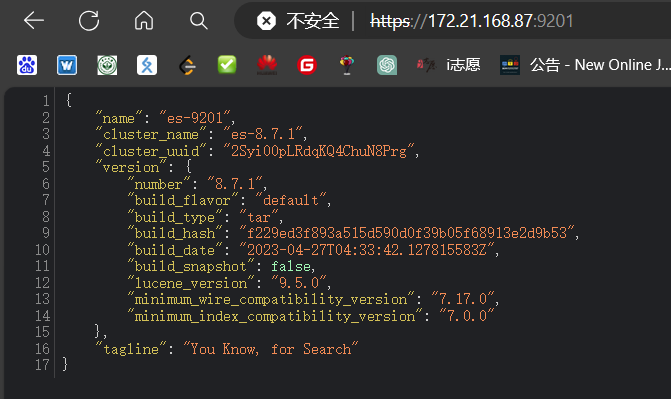 不安全 | https://172.21.168.87:9201
i志愿 公告 - New Online J...
1 {
2 "name": "es-9201",
3 "cluster_name": "es-8.7.1",
4 "cluster_uuid": "2Syi0OpLRdqKQ4ChuN8Prg",
5 "version": {
6 "number": "8.7.1",
7 "build_flavor": "default",
8 "build_type": "tar",
9 "build_hash": "f229ed3f893a515d590d0f39b05f68913e2d9b53",
10 "build_date": "2023-04-27T04:33:42.127815583Z",
11 "build_snapshot": false,
12 "lucene_version": "9.5.0",
13 "minimum_wire_compatibility_version": "7.17.0",
14 "minimum_index_compatibility_version": "7.0.0"
15 },
16 "tagline": "You Know, for Search"
17 }